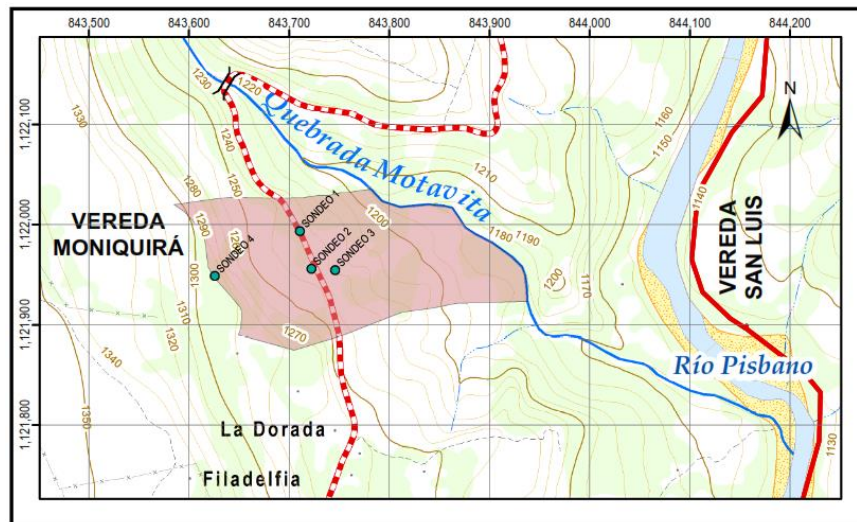 843,500 843,600 843,700 843,800 843,900 844,000 844,100 844,200
1,122,100
1,122,000
1,121,900
1,121,800
N
1330
1230
1220
1240
1250
1280
1290
1300
1310
1320
1340
1350
1270
1200
1210
1180
1190
1200
1170
1160
1150
1140
1130
Quebrada Motavita
VEREDA
MONIQUIRÁ
SONDEO 1
SONDEO 2
SONDEO 3
SONDEO 4
VEREDA
SAN LUIS
Río Pisbano
La Dorada
Filadelfia